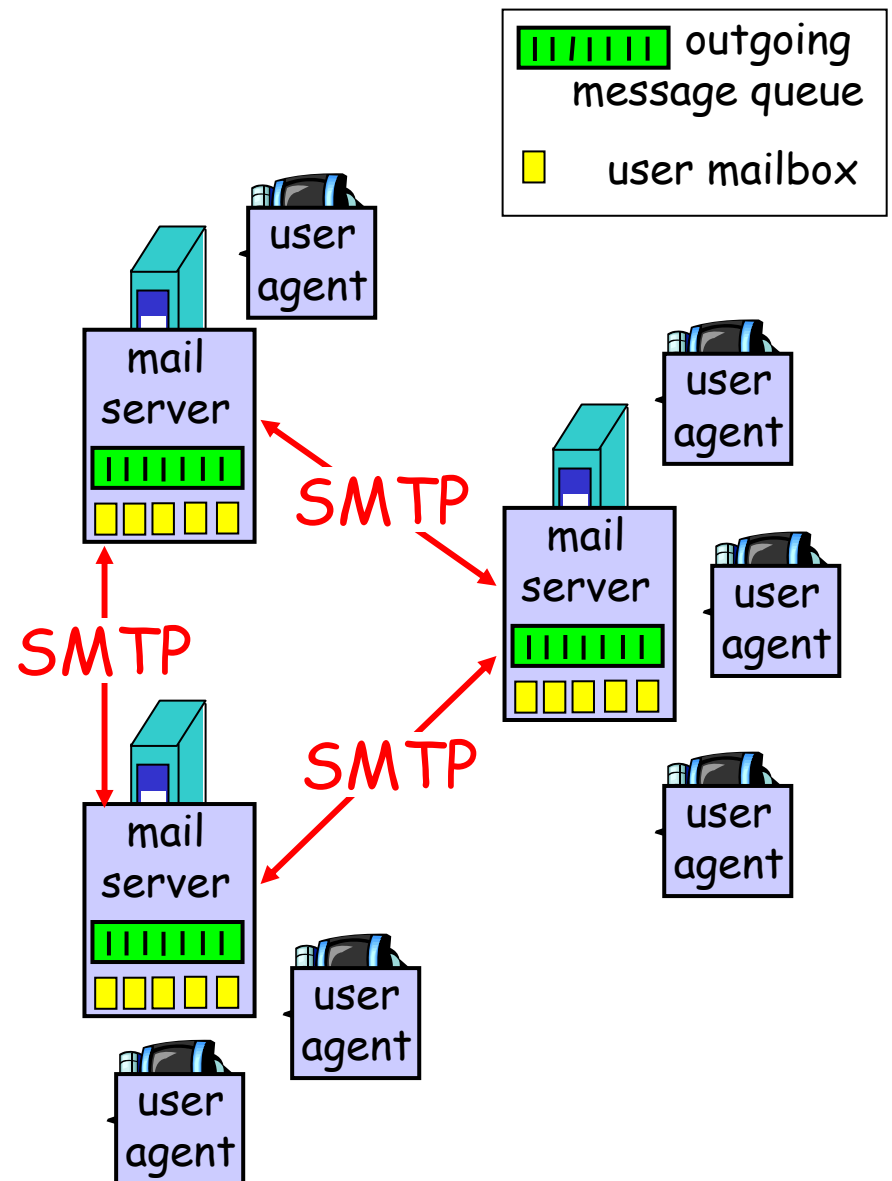 outgoing
message queue
user mailbox
user
agent
mail
server
user
agent
SMTP
mail
server
user
agent
SMTP
SMTP
user
agent
mail
server
user
agent
user
agent